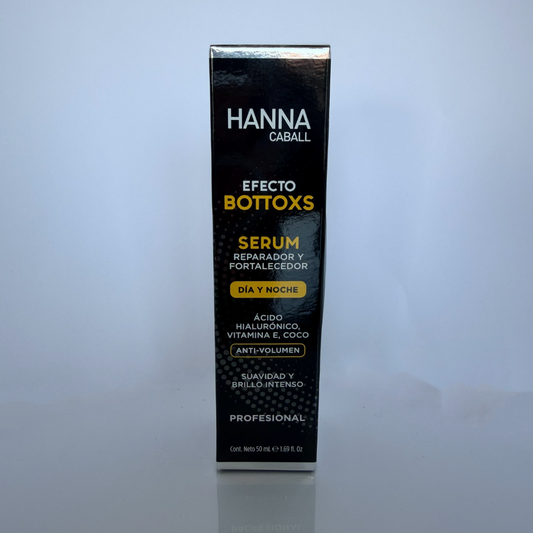 HANNA
CABALL
EFECTO
BOTTOXS
SERUM
REPARADOR Y
FORTALECEDOR
DÍA Y NOCHE
ÁCIDO
HIALURÓNICO,
VITAMINA E, COCO
ANTI-VOLUMEN
SUAVIDAD Y
BRILLO INTENSO
PROFESIONAL
Cont. Neto 50 mL ℮ 1.69 fl. Oz